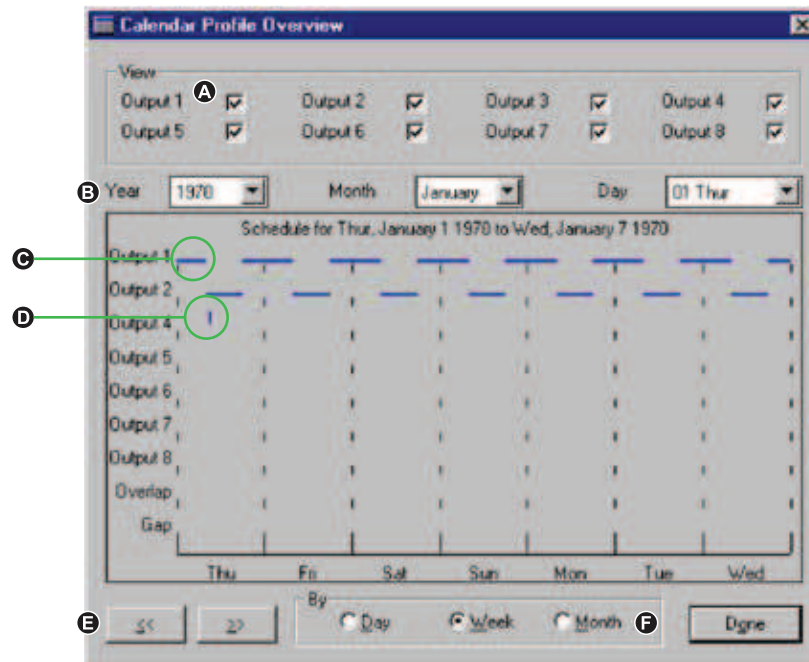 Calendar Profile Overview
View
Output 1 A Output 2 Output 3 Output 4
Output 5 Output 6 Output 7 Output 8
B Year 1970 Month January Day 01 Thur
Schedule for Thur, January 1 1970 to Wed, January 7 1970
C Output 1
Output 2
D Output 4
Output 5
Output 6
Output 7
Output 8
Overlap
Gap
Thu Fri Sat Sun Mon Tue Wed
By
E << >> Day Week Month F Done